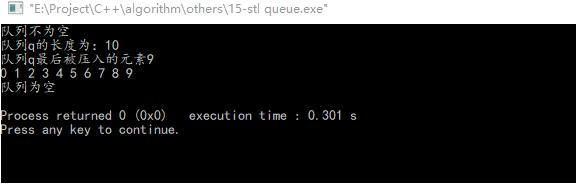 "E:\Project\C++\algorithm\others\15-stl queue.exe"
队列不为空
队列q的长度为：10
队列q最后被压入的元素9
0 1 2 3 4 5 6 7 8 9
队列为空
Process returned 0 (0x0)   execution time : 0.301 s
Press any key to continue.